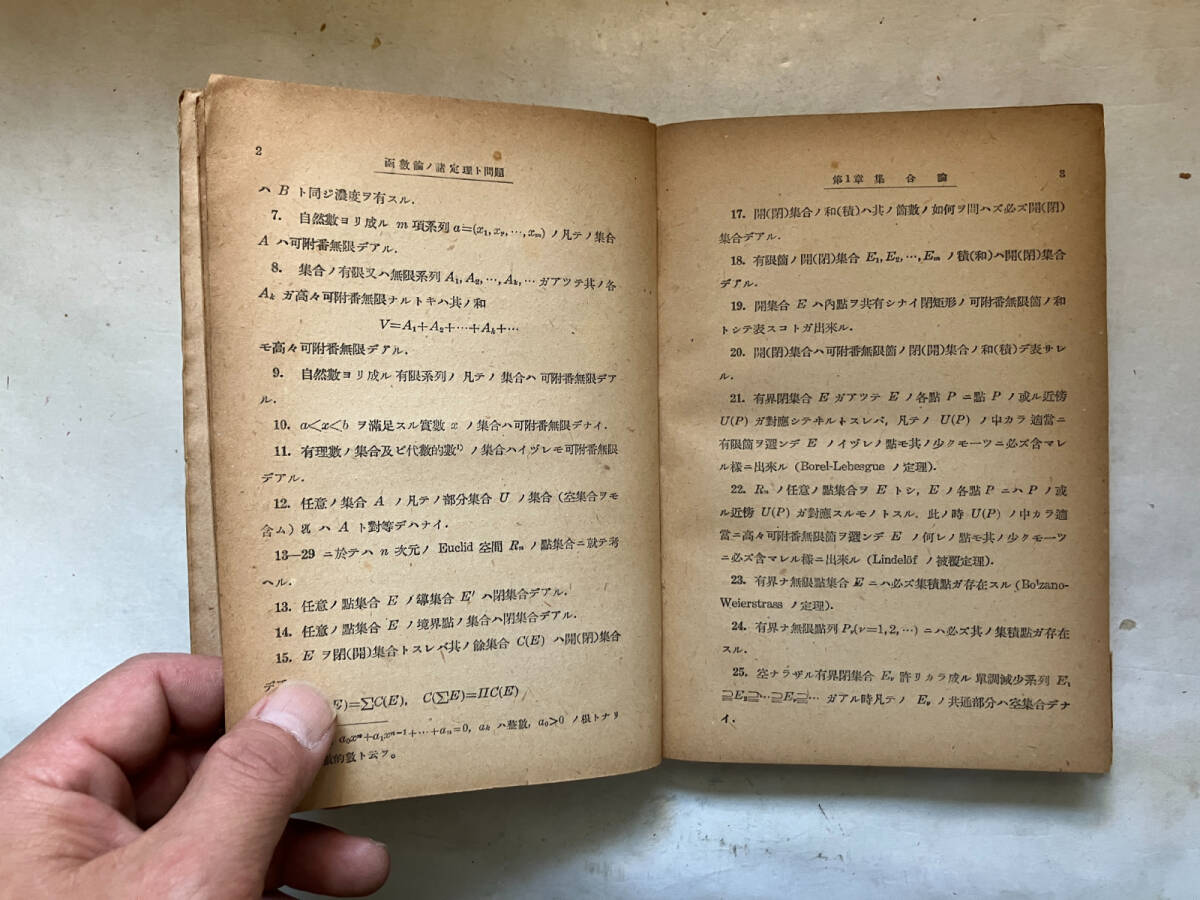 2
函數論ノ諸定理ト問題
ハ B ト同ジ濃度ヲ有スル.
7. 自然數ヨリ成ル m 項系列 a=(x₁, x₂, ⋯, xₘ) ノ凡テノ集合
A ハ可附番無限デアル.
8. 集合ノ有限又ハ無限系列 A₁, A₂, ⋯, Aₖ, ⋯ ガアツテ其ノ各
Aₖ ガ高々可附番無限ナルトキハ其ノ和
V=A₁+A₂+⋯+Aₖ+⋯
モ高々可附番無限デアル.
9. 自然數ヨリ成ル有限系列ノ凡テノ集合ハ可附番無限デア
ル.
10. a<x<b ヲ滿足スル實數 x ノ集合ハ可附番無限デナイ.
11. 有理數ノ集合及ビ代數的數¹⁾ ノ集合ハイヅレモ可附番無限
デアル.
12. 任意ノ集合 A ノ凡テノ部分集合 U ノ集合 (空集合ヲモ
含ム) 𝔄 ハ A ト對等デハナイ.
13—29 ニ於テハ n 次元ノ Euclid 空間 Rₙ ノ點集合ニ就テ考
ヘル.
13. 任意ノ點集合 E ノ導集合 E′ ハ閉集合デアル.
14. 任意ノ點集合 E ノ境界點ノ集合ハ閉集合デアル.
15. E ヲ閉(開)集合トスレバ其ノ餘集合 C(E) ハ開(閉)集合
デア
E)=∑C(E), C(∑E)=ΠC(E)
a₀xⁿ+a₁xⁿ⁻¹+⋯+aₙ=0, aₖ ハ整數, a₀>0 ノ根トナリ
的數ト云フ。
第1章 集合論
3
17. 開(閉)集合ノ和(積)ハ其ノ箇數ノ如何ヲ問ハズ必ズ開(閉)
集合デアル.
18. 有限箇ノ開(閉)集合 E₁, E₂, ⋯, Eₘ ノ積(和)ハ開(閉)集合
デアル.
19. 開集合 E ハ內點ヲ共有シナイ閉矩形ノ可附番無限箇ノ和
トシテ表スコトガ出來ル.
20. 開(閉)集合ハ可附番無限箇ノ閉(開)集合ノ和(積)デ表サレ
ル.
21. 有界閉集合 E ガアツテ E ノ各點 P ニ點 P ノ或ル近傍
U(P) ガ對應シテヰルトスレバ, 凡テノ U(P) ノ中カラ適當ニ
有限箇ヲ選ンデ E ノイヅレノ點モ其ノ少クモ一ツニ必ズ含マレ
ル樣ニ出來ル (Borel-Lebesgue ノ定理).
22. Rₙ ノ任意ノ點集合ヲ E トシ, E ノ各點 P ニハ P ノ或
ル近傍 U(P) ガ對應スルモノトスル. 此ノ時 U(P) ノ中カラ適
當ニ高々可附番無限箇ヲ選ンデ E ノ何レノ點モ其ノ少クモ一ツ
ニ必ズ含マレル樣ニ出來ル (Lindelöf ノ被覆定理).
23. 有界ナ無限點集合 E ニハ必ズ集積點ガ存在スル (Bolzano-
Weierstrass ノ定理).
24. 有界ナ無限點列 Pᵥ(ν=1, 2, ⋯) ニハ必ズ其ノ集積點ガ存在
スル.
25. 空ナラザル有界閉集合 Eᵥ 許リカラ成ル單調減少系列 E₁
⊇E₂⊇⋯⊇Eᵥ⊇⋯ ガアル時凡テノ Eᵥ ノ共通部分ハ空集合デナ
イ.